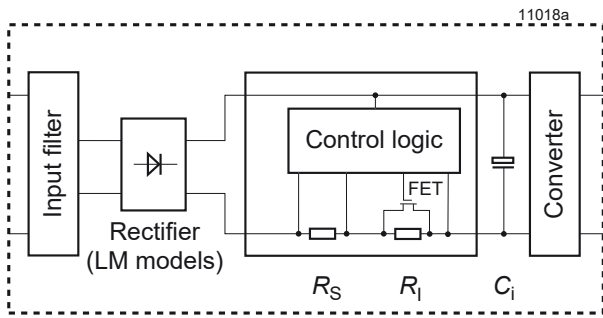 11018a
Input filter
Rectifier
(LM models)
Control logic
FET
Converter
RS
RI
Ci